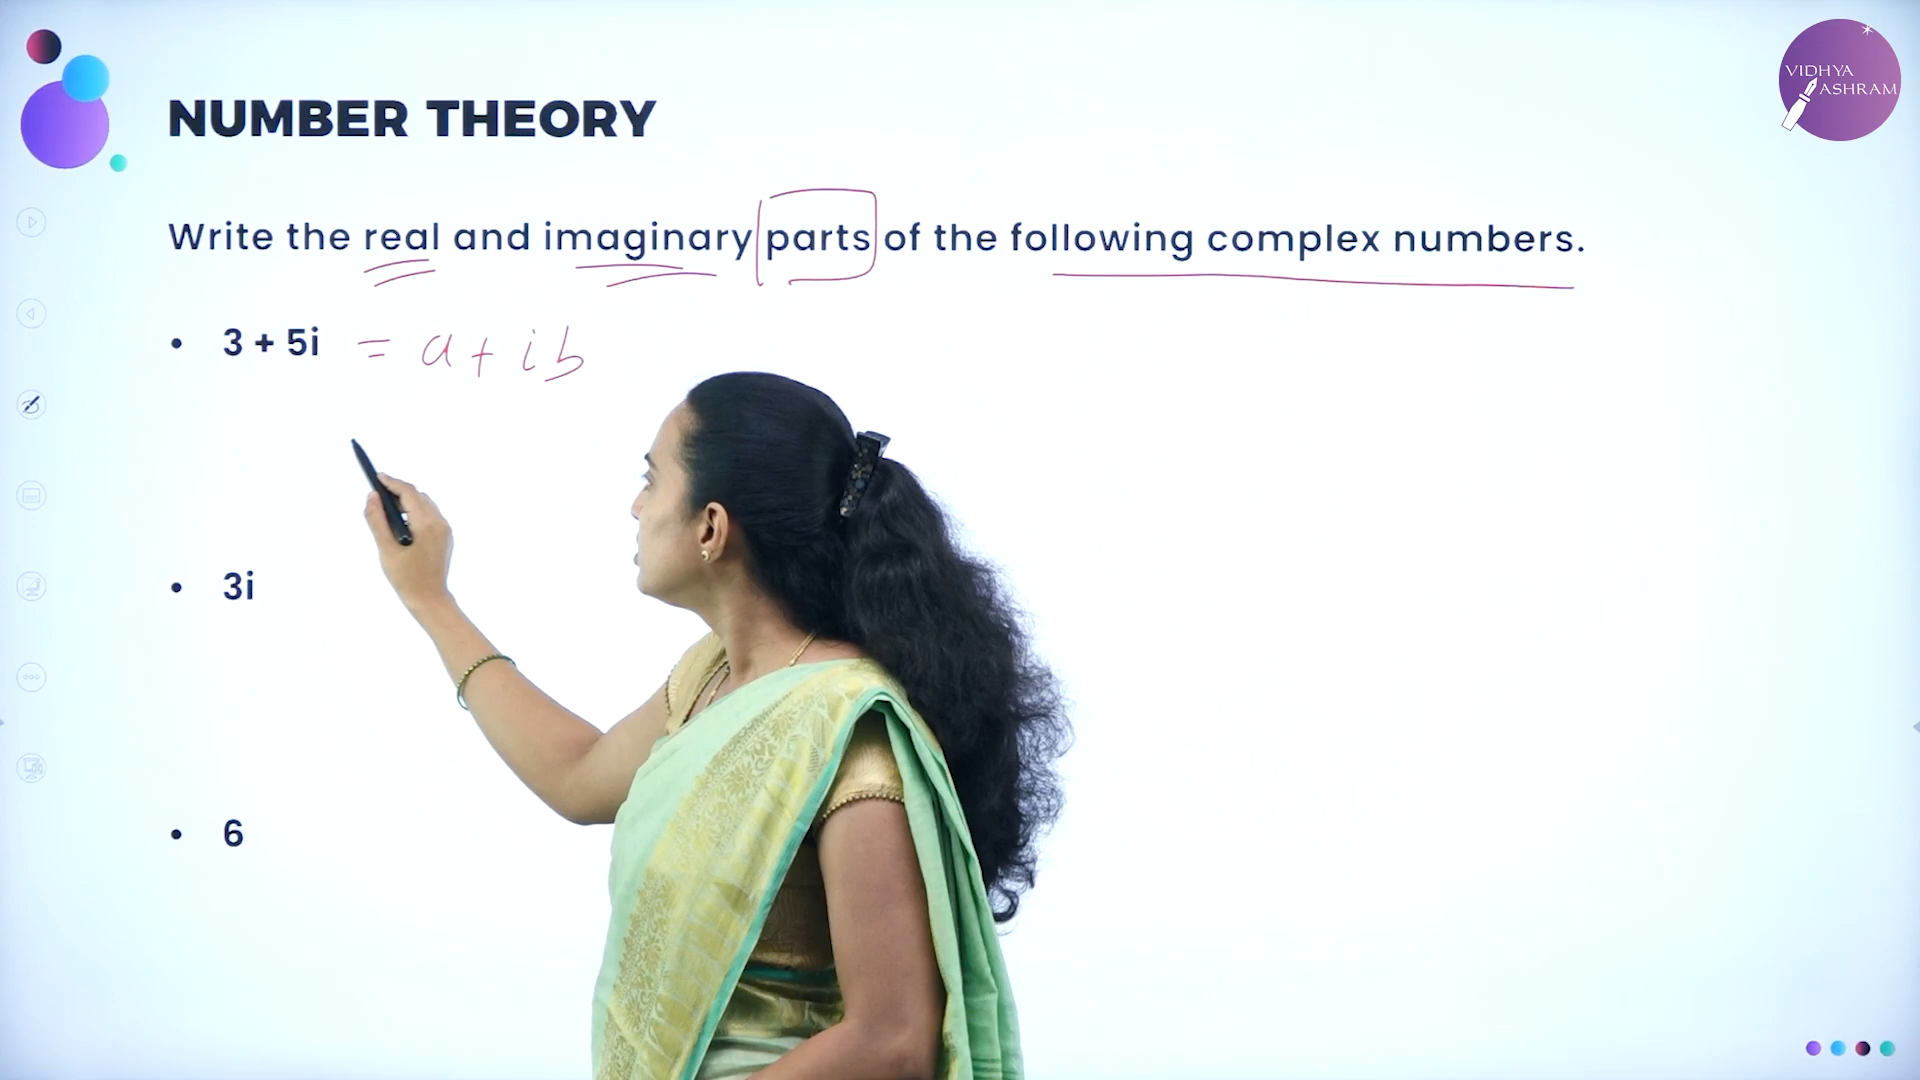 VIDHYA
ASHRAM
NUMBER THEORY
Write the real and imaginary parts of the following complex numbers.
• 3 + 5i = a + ib
• 3i
• 6